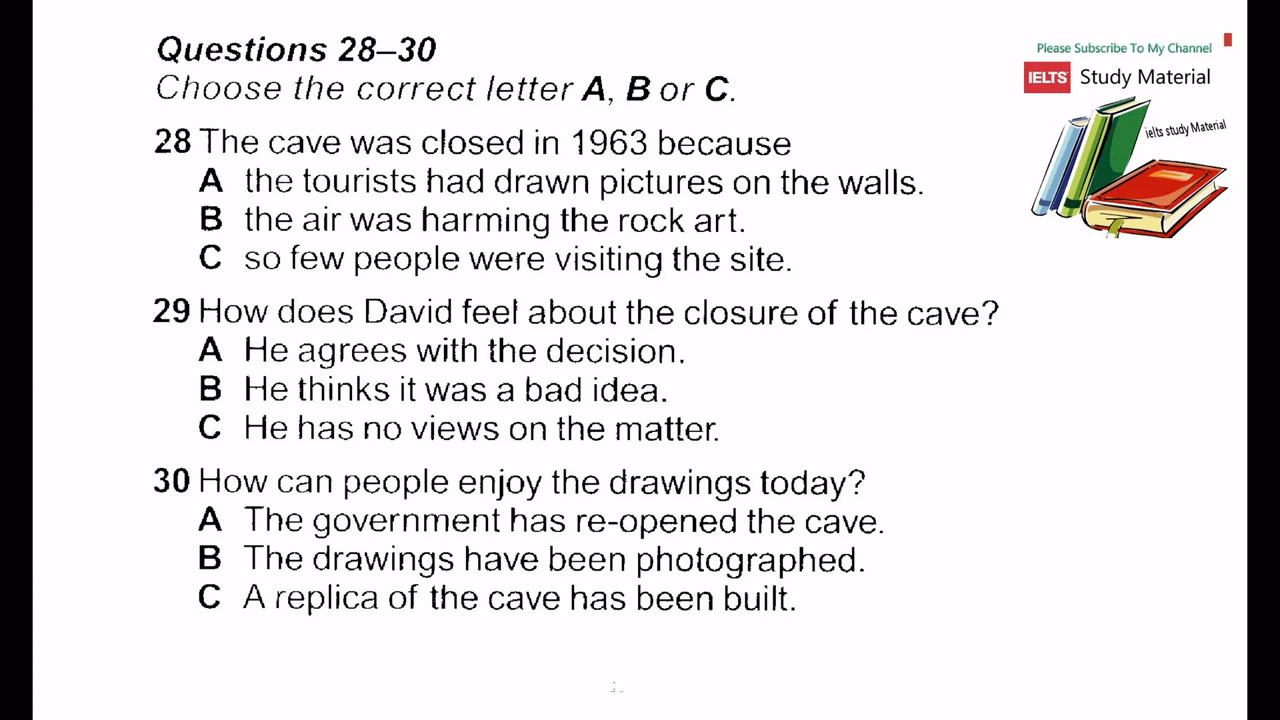 Questions 28–30
Choose the correct letter A, B or C.
28 The cave was closed in 1963 because
A the tourists had drawn pictures on the walls.
B the air was harming the rock art.
C so few people were visiting the site.
29 How does David feel about the closure of the cave?
A He agrees with the decision.
B He thinks it was a bad idea.
C He has no views on the matter.
30 How can people enjoy the drawings today?
A The government has re-opened the cave.
B The drawings have been photographed.
C A replica of the cave has been built.
Please Subscribe To My Channel
IELTS Study Material
ielts study Material